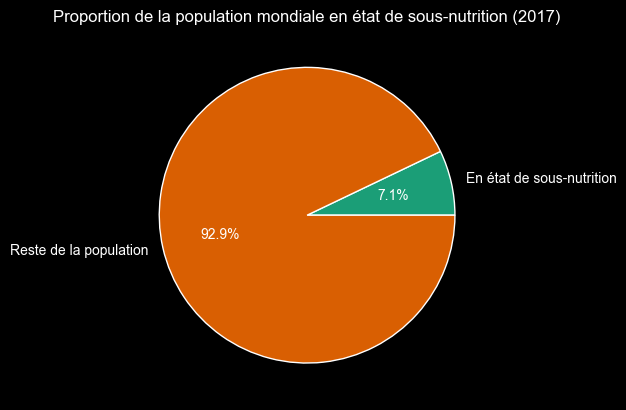 Proportion de la population mondiale en état de sous-nutrition (2017)
En état de sous-nutrition
7.1%
92.9%
Reste de la population